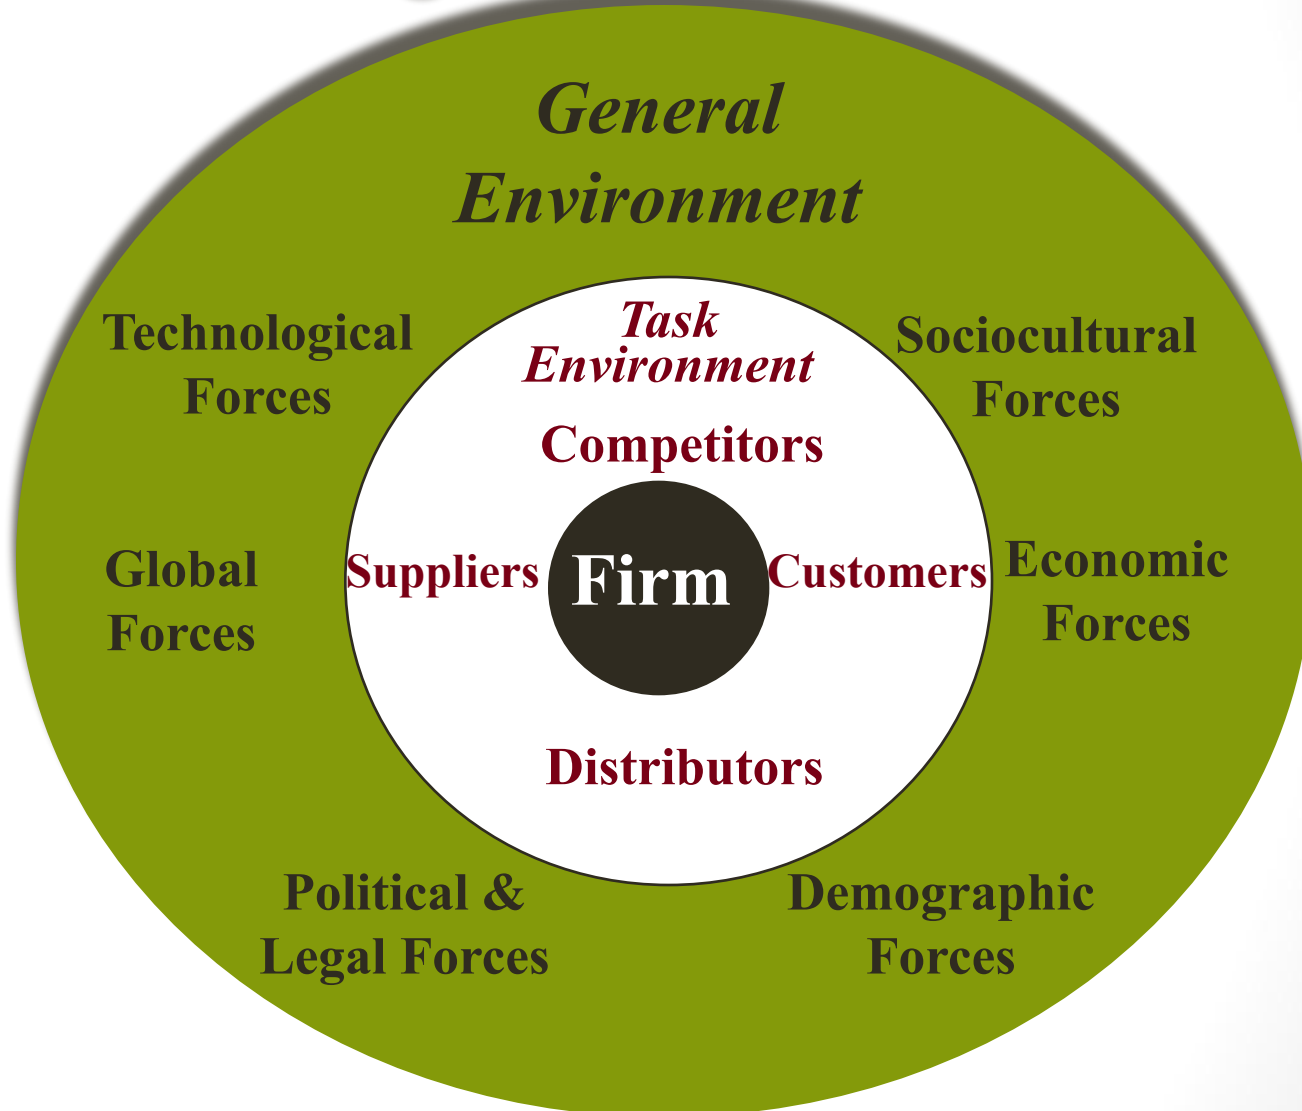 General
Environment
Task
Environment
Technological
Forces
Sociocultural
Forces
Competitors
Global
Forces
Suppliers
Firm
Customers
Economic
Forces
Distributors
Political &
Legal Forces
Demographic
Forces